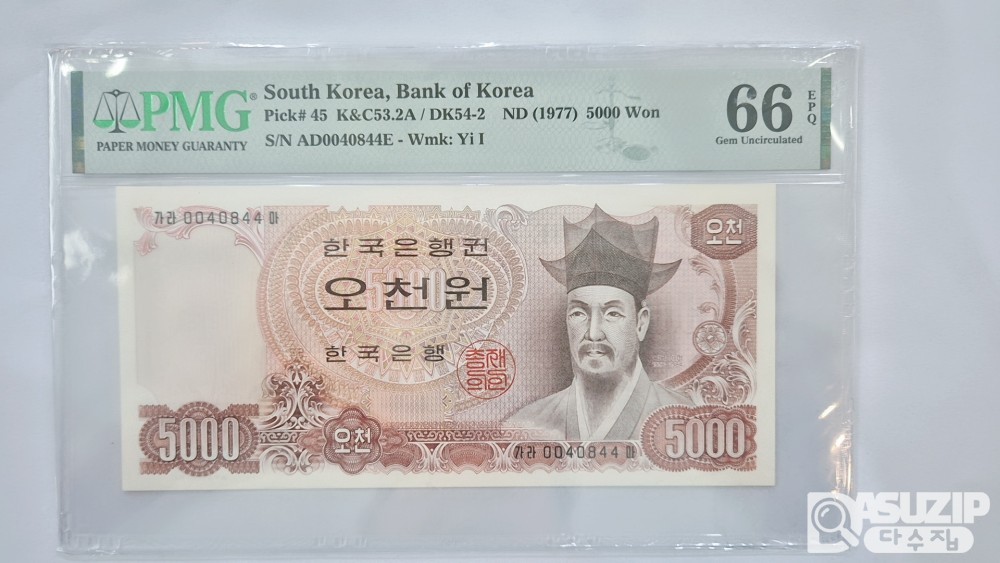 PMG®
PAPER MONEY GUARANTY
South Korea, Bank of Korea
Pick# 45 K&C53.2A / DK54-2 ND (1977) 5000 Won
S/N AD0040844E - Wmk: Yi I
66 EPQ
Gem Uncirculated
가라 0040844 마
오천
한국은행권
5000
오천원
한국은행
총재의인
5000
오천
가라 0040844 마
5000
ASUZIP
다수집